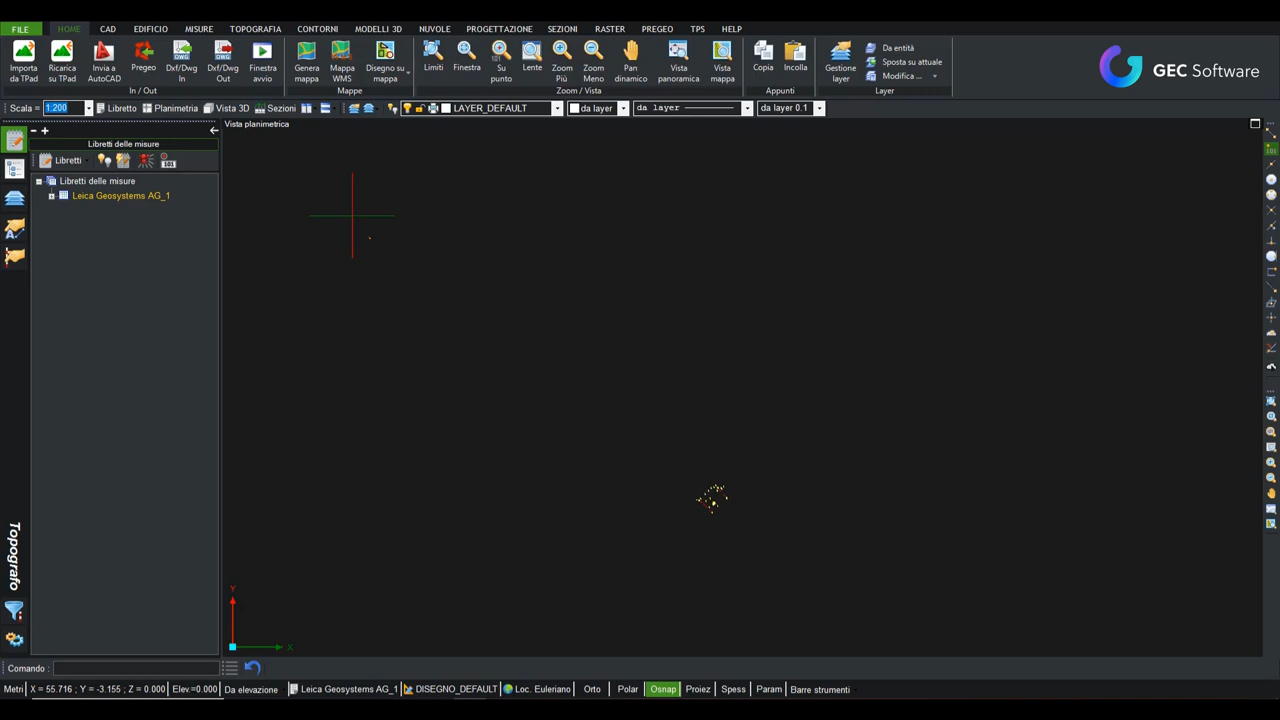 FILE HOME CAD EDIFICIO MISURE TOPOGRAFIA CONTORNI MODELLI 3D NUVOLE PROGETTAZIONE SEZIONI RASTER PREGEO TPS HELP
Importa da TPad
Ricarica su TPad
Invia a AutoCAD
Pregeo
Dxf/Dwg In
Dxf/Dwg Out
Finestra avvio
Genera mappa
Mappa WMS
Disegno su mappa
Limiti
Finestra
Su punto
Lente
Zoom Più
Zoom Meno
Pan dinamico
Vista panoramica
Vista mappa
Copia
Incolla
Gestione layer
Da entità
Sposta su attuale
Modifica ...
In / Out
Mappe
Zoom / Vista
Appunti
Layer
GEC Software
Scala = 1:200 Libretto Planimetria Vista 3D Sezioni LAYER_DEFAULT da layer da layer da layer 0.1
Vista planimetrica
Libretti delle misure
Libretti
Libretti delle misure
Leica Geosystems AG_1
Topografo
Y
X
Comando :
Metri X = 55.716 ; Y = -3.155 Z = 0.000 Elev.=0.000 Da elevazione Leica Geosystems AG_1 DISEGNO_DEFAULT Loc. Euleriano Orto Polar Osnap Proiez Spess Param Barre strumenti